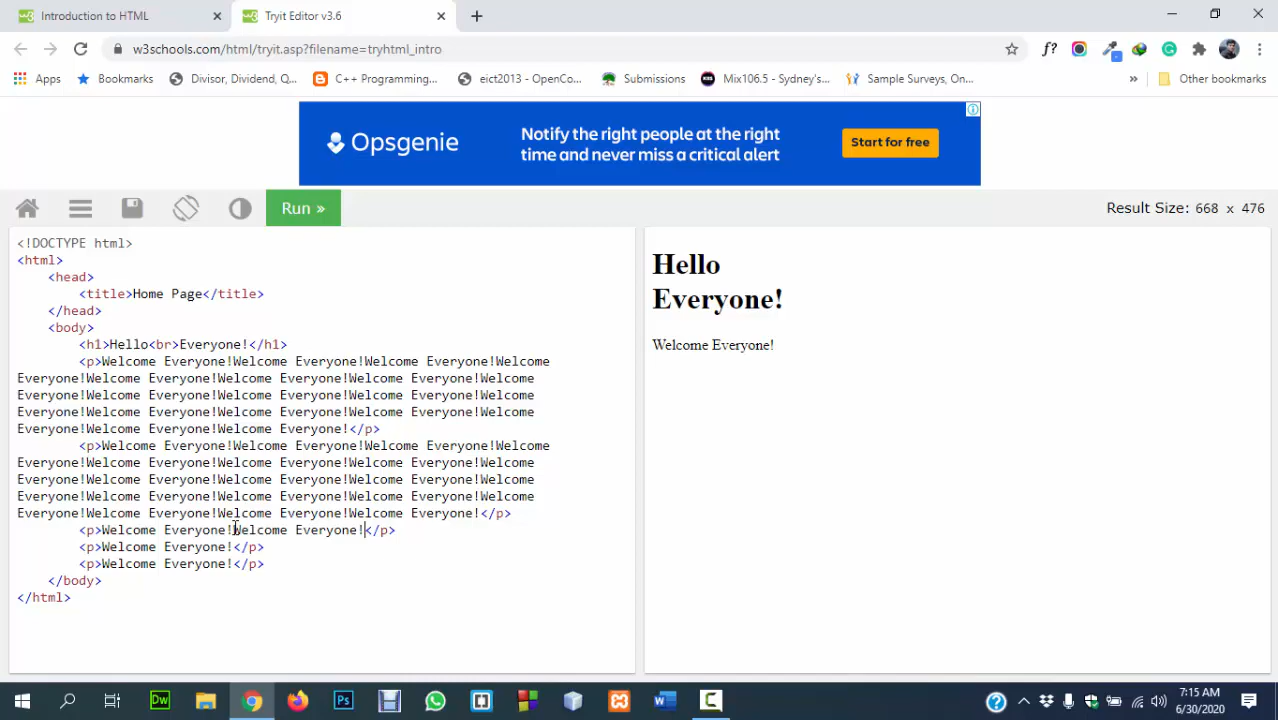 Introduction to HTML
Tryit Editor v3.6
w3schools.com/html/tryit.asp?filename=tryhtml_intro
f?
Apps
Bookmarks
Divisor, Dividend, Q...
C++ Programming...
eict2013 - OpenCo...
Submissions
Mix106.5 - Sydney's...
Sample Surveys, On...
»
Other bookmarks
Opsgenie
Notify the right people at the right
time and never miss a critical alert
Start for free
Run »
Result Size: 668 x 476
<!DOCTYPE html>
<html>
<head>
<title>Home Page</title>
</head>
<body>
<h1>Hello<br>Everyone!</h1>
<p>Welcome Everyone!Welcome Everyone!Welcome Everyone!Welcome
Everyone!Welcome Everyone!Welcome Everyone!Welcome Everyone!Welcome
Everyone!Welcome Everyone!Welcome Everyone!Welcome Everyone!Welcome
Everyone!Welcome Everyone!Welcome Everyone!Welcome Everyone!Welcome
Everyone!Welcome Everyone!Welcome Everyone!</p>
<p>Welcome Everyone!Welcome Everyone!Welcome Everyone!Welcome
Everyone!Welcome Everyone!Welcome Everyone!Welcome Everyone!Welcome
Everyone!Welcome Everyone!Welcome Everyone!Welcome Everyone!Welcome
Everyone!Welcome Everyone!Welcome Everyone!Welcome Everyone!Welcome
Everyone!Welcome Everyone!Welcome Everyone!Welcome Everyone!</p>
<p>Welcome Everyone!Welcome Everyone!</p>
<p>Welcome Everyone!</p>
<p>Welcome Everyone!</p>
</body>
</html>
Hello
Everyone!
Welcome Everyone!
Dw
Ps
7:15 AM
6/30/2020